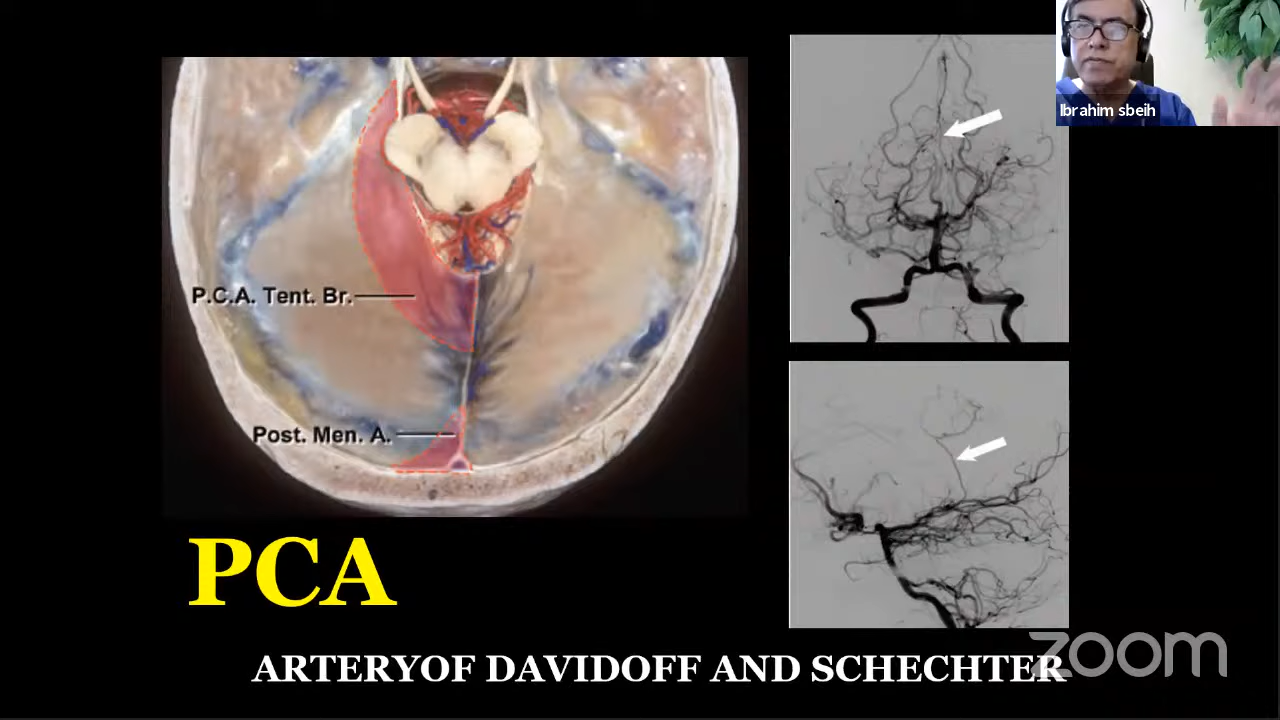 Ibrahim sbeih
P.C.A. Tent. Br.
Post. Men. A.
PCA
ARTERYOF DAVIDOFF AND SCHECHTER
zoom